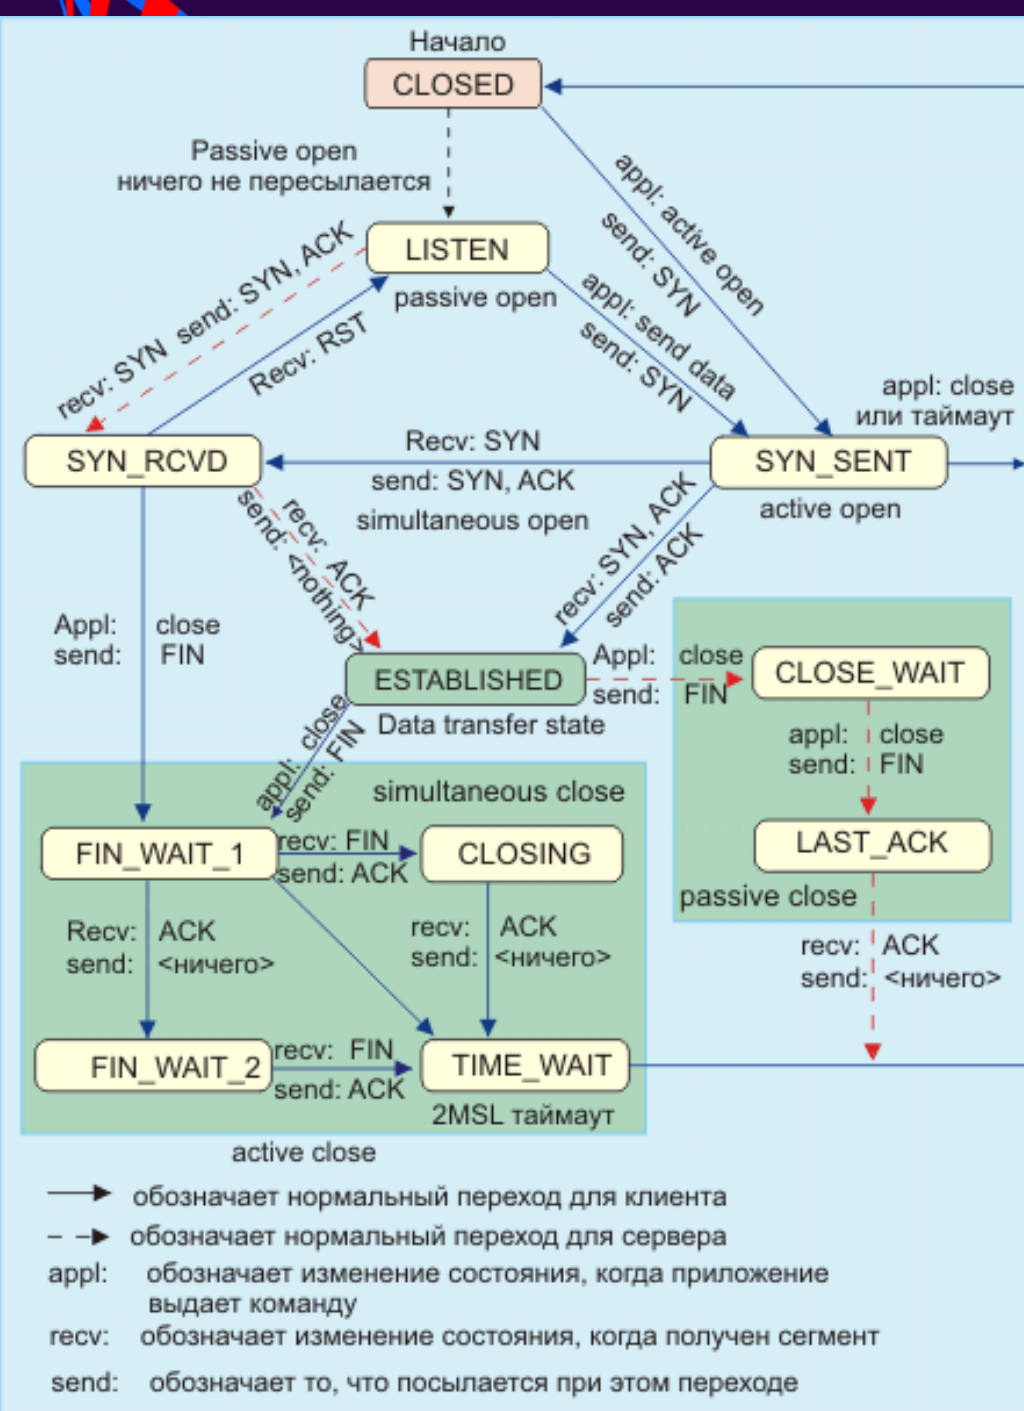 Начало
CLOSED
Passive open
ничего не пересылается
appl: active open
send: SYN
LISTEN
passive open
recv: SYN send: SYN, ACK
Recv: RST
appl: send data
send: SYN
appl: close
или таймаут
SYN_RCVD
Recv: SYN
send: SYN, ACK
simultaneous open
SYN_SENT
active open
recv: ACK
send: <nothing>
recv: SYN, ACK
send: ACK
Appl: close
send: FIN
ESTABLISHED
Data transfer state
Appl: close
send: FIN
CLOSE_WAIT
appl: close
send: FIN
LAST_ACK
passive close
recv: ACK
send: <ничего>
appl: close
send: FIN
simultaneous close
FIN_WAIT_1
recv: FIN
send: ACK
CLOSING
Recv: ACK
send: <ничего>
recv: ACK
send: <ничего>
FIN_WAIT_2
recv: FIN
send: ACK
TIME_WAIT
2MSL таймаут
active close
обозначает нормальный переход для клиента
обозначает нормальный переход для сервера
appl: обозначает изменение состояния, когда приложение
выдает команду
recv: обозначает изменение состояния, когда получен сегмент
send: обозначает то, что посылается при этом переходе